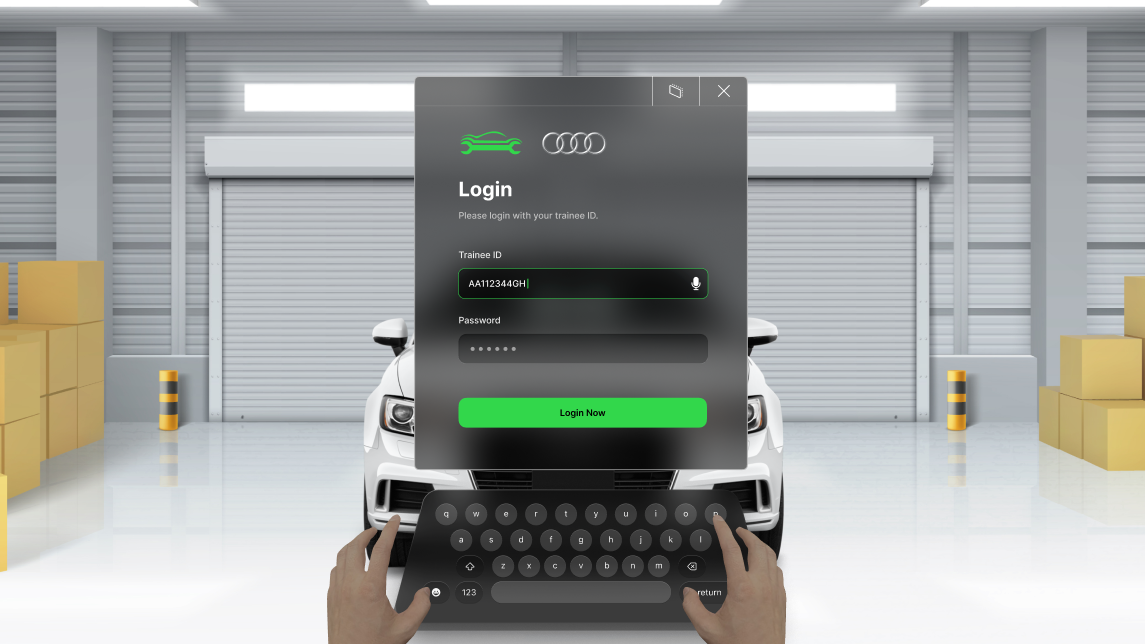 Login
Please login with your trainee ID.
Trainee ID
AA112344GH
Password
Login Now
q w e r t y u i o p
a s d f g h j k l
z x c v b n m
123 return